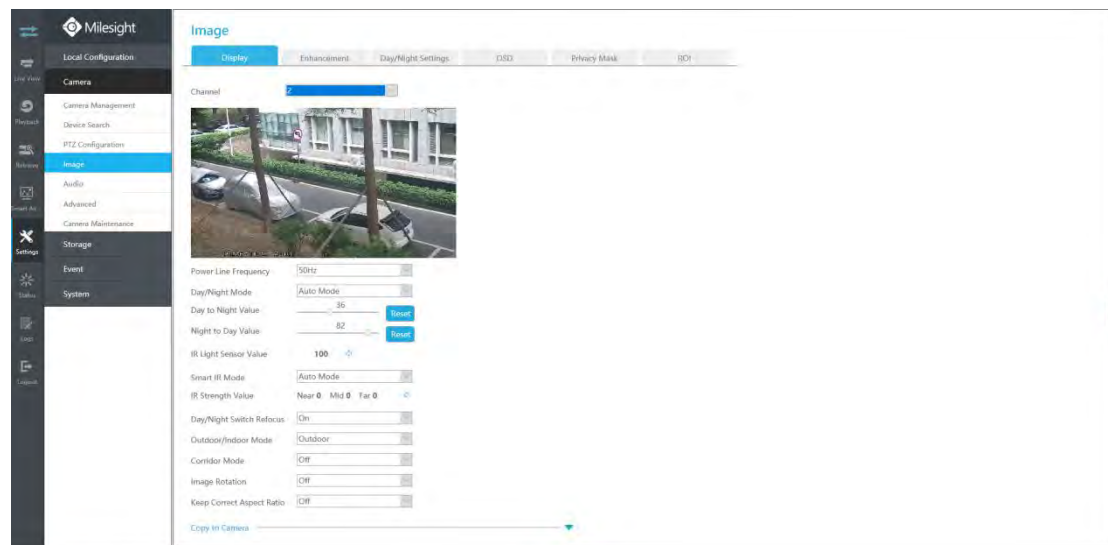 Milesight
Image
Local Configuration
Display Enhancement Day/Night Settings OSD Privacy Mask ROI
Live View
Camera
Channel 2
Playback
Camera Management
Device Search
PTZ Configuration
Retrieve
Image
Audio
Smart
Advanced
Camera Maintenance
Settings
Storage
Event
Status
System
Logs
Logout
Power Line Frequency 50Hz
Day/Night Mode Auto Mode
Day to Night Value 36 Reset
Night to Day Value 82 Reset
IR Light Sensor Value 100
Smart IR Mode Auto Mode
IR Strength Value Near 0 Mid 0 Far 0
Day/Night Switch Refocus On
Outdoor/Indoor Mode Outdoor
Corridor Mode Off
Image Rotation Off
Keep Correct Aspect Ratio Off
Copy to Camera